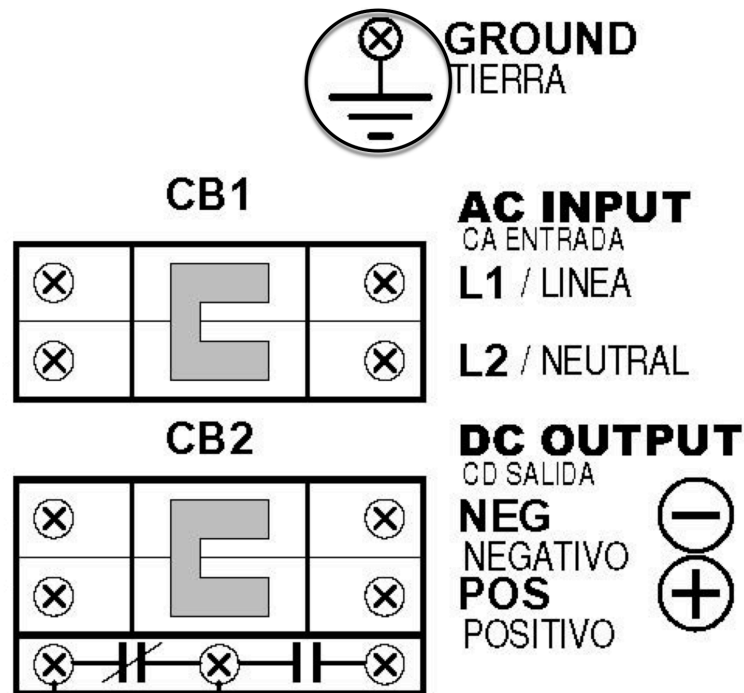 GROUND
TIERRA
CB1
AC INPUT
CA ENTRADA
L1 / LINEA
L2 / NEUTRAL
CB2
DC OUTPUT
CD SALIDA
NEG
NEGATIVO
POS
POSITIVO